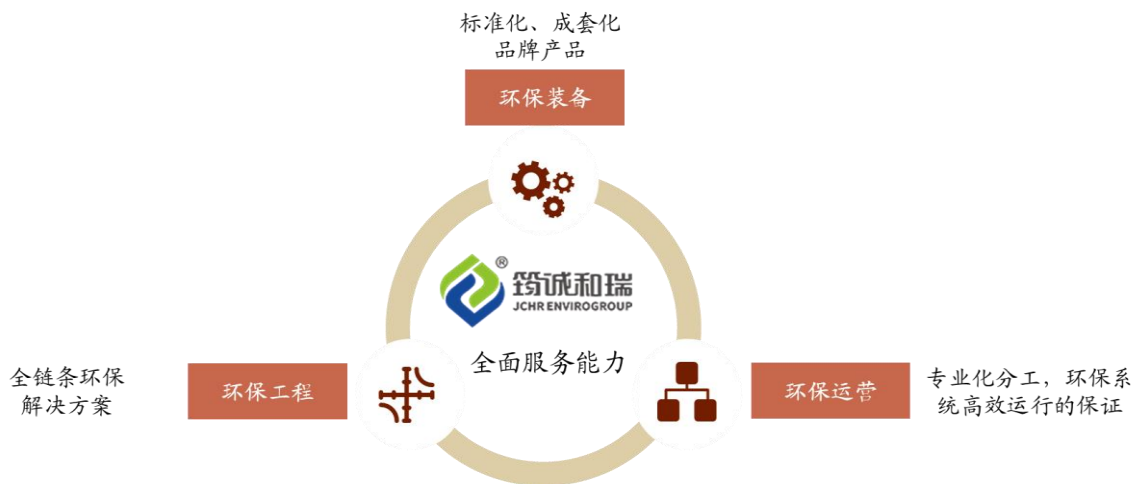 标准化、成套化
品牌产品
环保装备
®
筠诚和瑞
JCHR ENVIROGROUP
全面服务能力
全链条环保
解决方案
环保工程
环保运营
专业化分工，环保系
统高效运行的保证